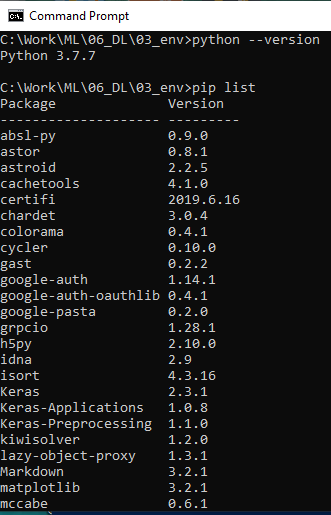 Command Prompt
C:\Work\ML\06_DL\03_env>python --version
Python 3.7.7
C:\Work\ML\06_DL\03_env>pip list
Package Version
-------------------- ---------
absl-py 0.9.0
astor 0.8.1
astroid 2.2.5
cachetools 4.1.0
certifi 2019.6.16
chardet 3.0.4
colorama 0.4.1
cycler 0.10.0
gast 0.2.2
google-auth 1.14.1
google-auth-oauthlib 0.4.1
google-pasta 0.2.0
grpcio 1.28.1
h5py 2.10.0
idna 2.9
isort 4.3.16
Keras 2.3.1
Keras-Applications 1.0.8
Keras-Preprocessing 1.1.0
kiwisolver 1.2.0
lazy-object-proxy 1.3.1
Markdown 3.2.1
matplotlib 3.2.1
mccabe 0.6.1